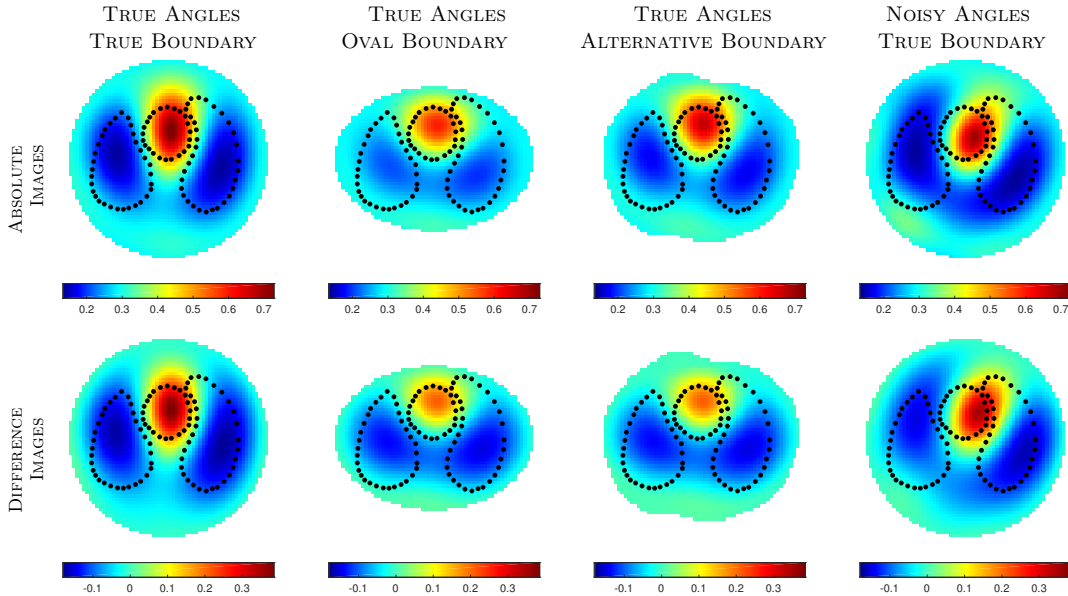 TRUE ANGLES
TRUE BOUNDARY
TRUE ANGLES
OVAL BOUNDARY
TRUE ANGLES
ALTERNATIVE BOUNDARY
NOISY ANGLES
TRUE BOUNDARY
ABSOLUTE
IMAGES
0.2 0.3 0.4 0.5 0.6 0.7
0.2 0.3 0.4 0.5 0.6 0.7
0.2 0.3 0.4 0.5 0.6 0.7
0.2 0.3 0.4 0.5 0.6 0.7
DIFFERENCE
IMAGES
-0.1 0 0.1 0.2 0.3
-0.1 0 0.1 0.2 0.3
-0.1 0 0.1 0.2 0.3
-0.1 0 0.1 0.2 0.3